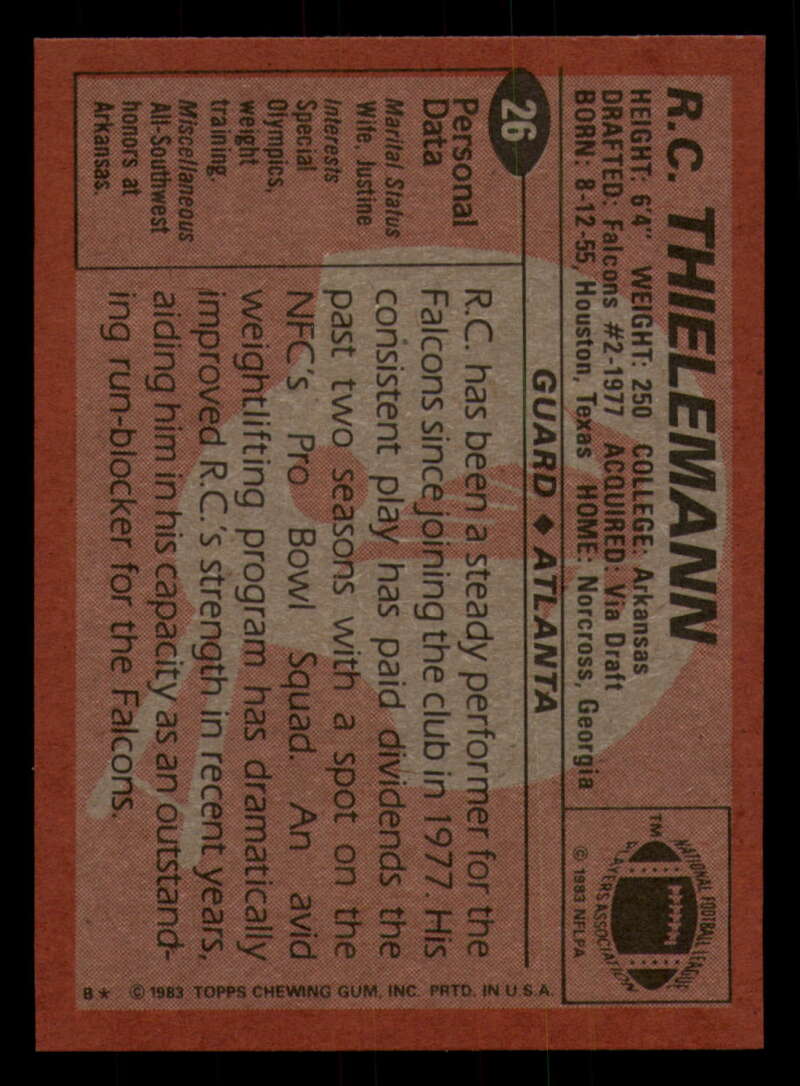 R.C. THIELEMANN
HEIGHT: 6'4" WEIGHT: 250 COLLEGE: Arkansas
DRAFTED: Falcons #2-1977 ACQUIRED: Via Draft
BORN: 8-12-55, Houston, Texas HOME: Norcross, Georgia
NATIONAL FOOTBALL LEAGUE
PLAYERS ASSOCIATION
TM
© 1983 NFLPA
26
GUARD ◆ ATLANTA
Personal
Data
Marital Status
Wife, Justine
Interests
Special
Olympics,
weight
training.
Miscellaneous
All-Southwest
honors at
Arkansas.
R.C. has been a steady performer for the
Falcons since joining the club in 1977. His
consistent play has paid dividends the
past two seasons with a spot on the
NFC's Pro Bowl Squad. An avid
weightlifting program has dramatically
improved R.C.'s strength in recent years,
aiding him in his capacity as an outstand-
ing run-blocker for the Falcons.
B* © 1983 TOPPS CHEWING GUM, INC. PRTD. IN U.S.A.